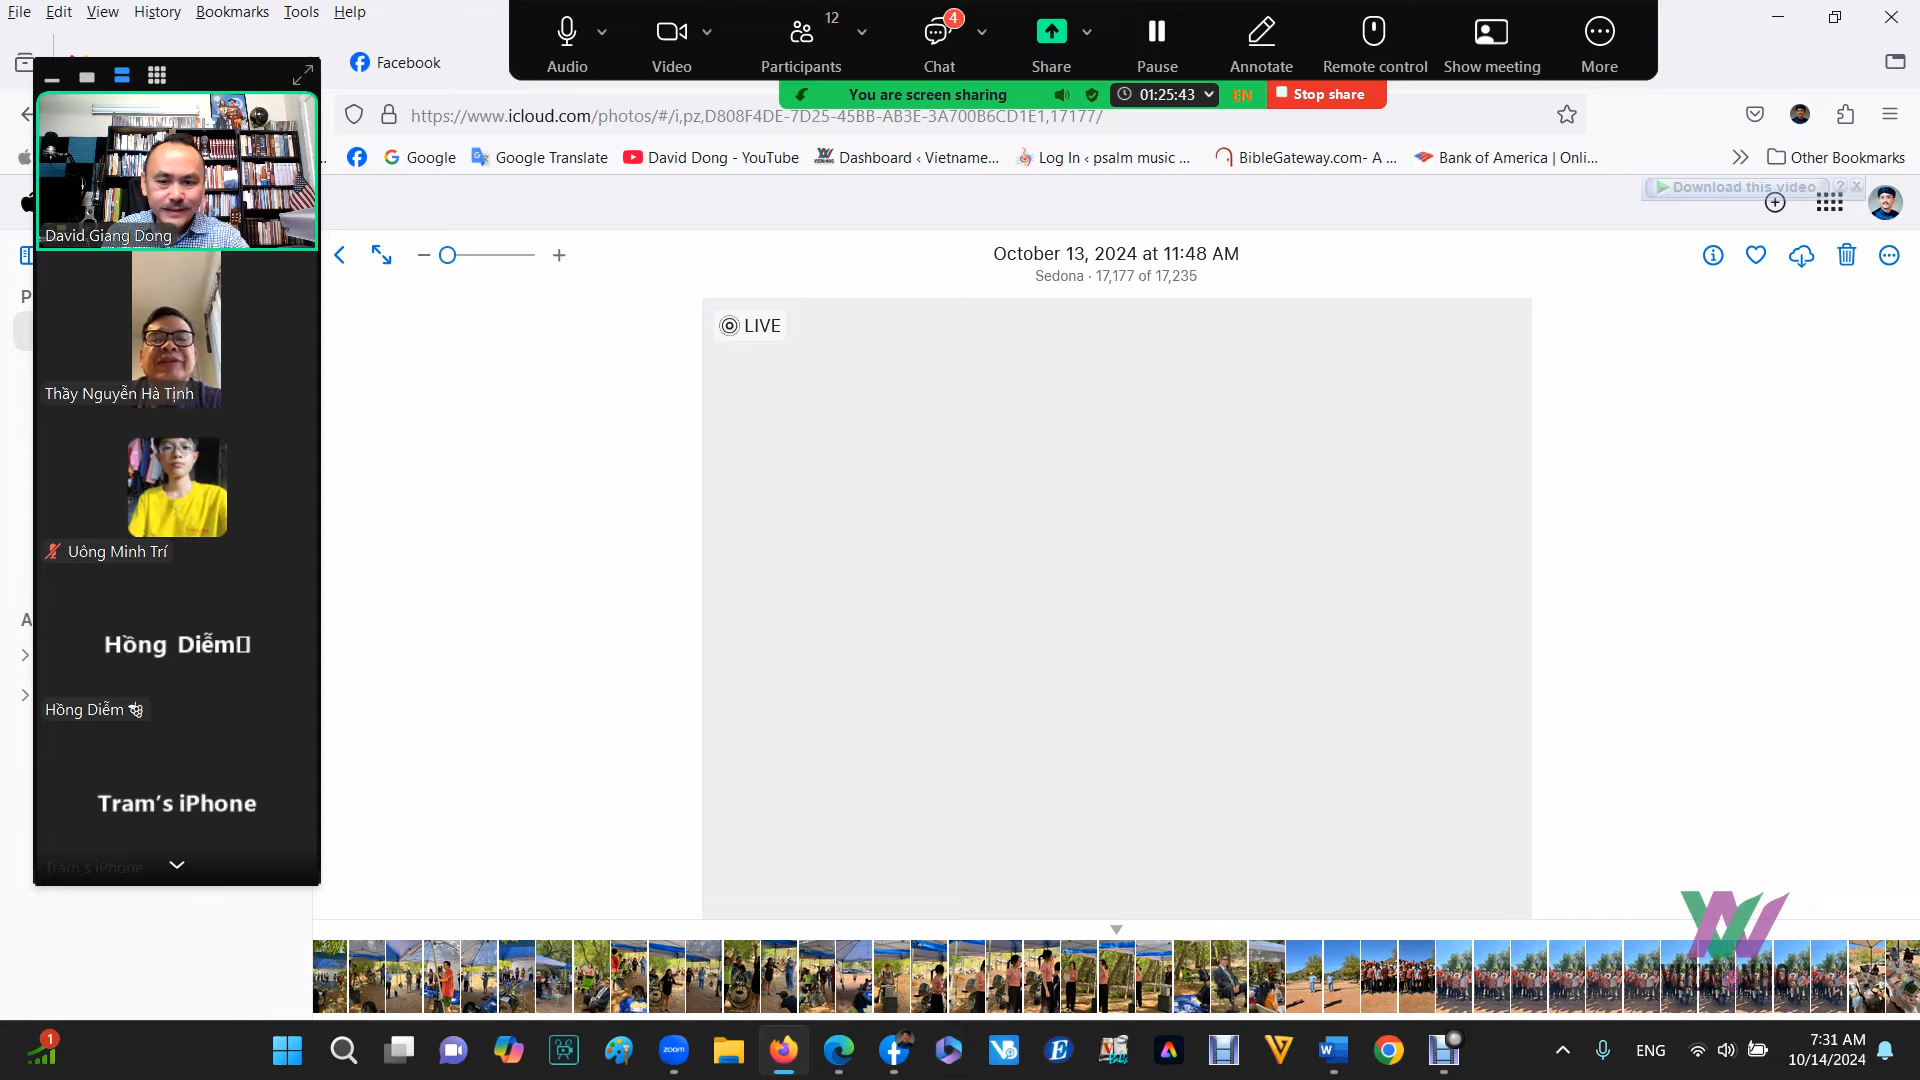 File Edit View History Bookmarks Tools Help
Audio Video Participants 12 Chat 4 Share Pause Annotate Remote control Show meeting More
Facebook
You are screen sharing 01:25:43 EN Stop share
https://www.icloud.com/photos/#/i,pz,D808F4DE-7D25-45BB-AB3E-3A700B6CD1E1,17177/
Google Google Translate David Dong - YouTube Dashboard ‹ Vietname... Log In ‹ psalm music ... BibleGateway.com- A ... Bank of America | Onli... Other Bookmarks
Download this video ? X
David Giang Dong
October 13, 2024 at 11:48 AM
Sedona · 17,177 of 17,235
LIVE
Thầy Nguyễn Hà Tịnh
Uông Minh Trí
Hồng Diễm
Hồng Diễm
Tram's iPhone
Tram's iPhone
1
zoom
ENG
7:31 AM
10/14/2024